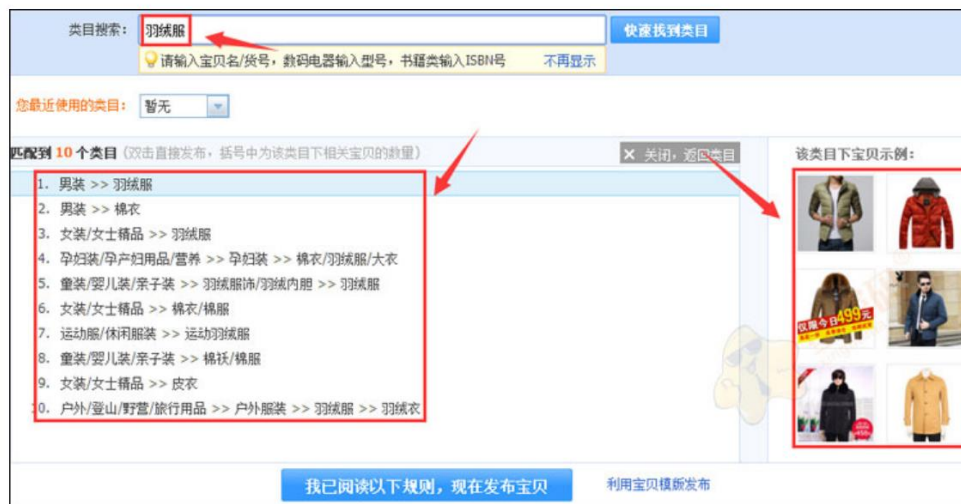 类目搜索： 羽绒服 快速找到类目
请输入宝贝名/货号，数码电器输入型号，书籍类输入ISBN号 不再显示
您最近使用的类目： 暂无
匹配到 10 个类目 (双击直接发布，括号中为该类目下相关宝贝的数量) × 关闭，返回类目 该类目下宝贝示例：
1. 男装 >> 羽绒服
2. 男装 >> 棉衣
3. 女装/女士精品 >> 羽绒服
4. 孕妇装/孕产妇用品/营养 >> 孕妇装 >> 棉衣/羽绒服/大衣
5. 童装/婴儿装/亲子装 >> 羽绒服饰/羽绒内胆 >> 羽绒服
6. 女装/女士精品 >> 棉衣/棉服
7. 运动服/休闲服装 >> 运动羽绒服
8. 童装/婴儿装/亲子装 >> 棉袄/棉服
9. 女装/女士精品 >> 皮衣
10. 户外/登山/野营/旅行用品 >> 户外服装 >> 羽绒服 >> 羽绒衣
仅限今日499元
我已阅读以下规则，现在发布宝贝 利用宝贝模版发布